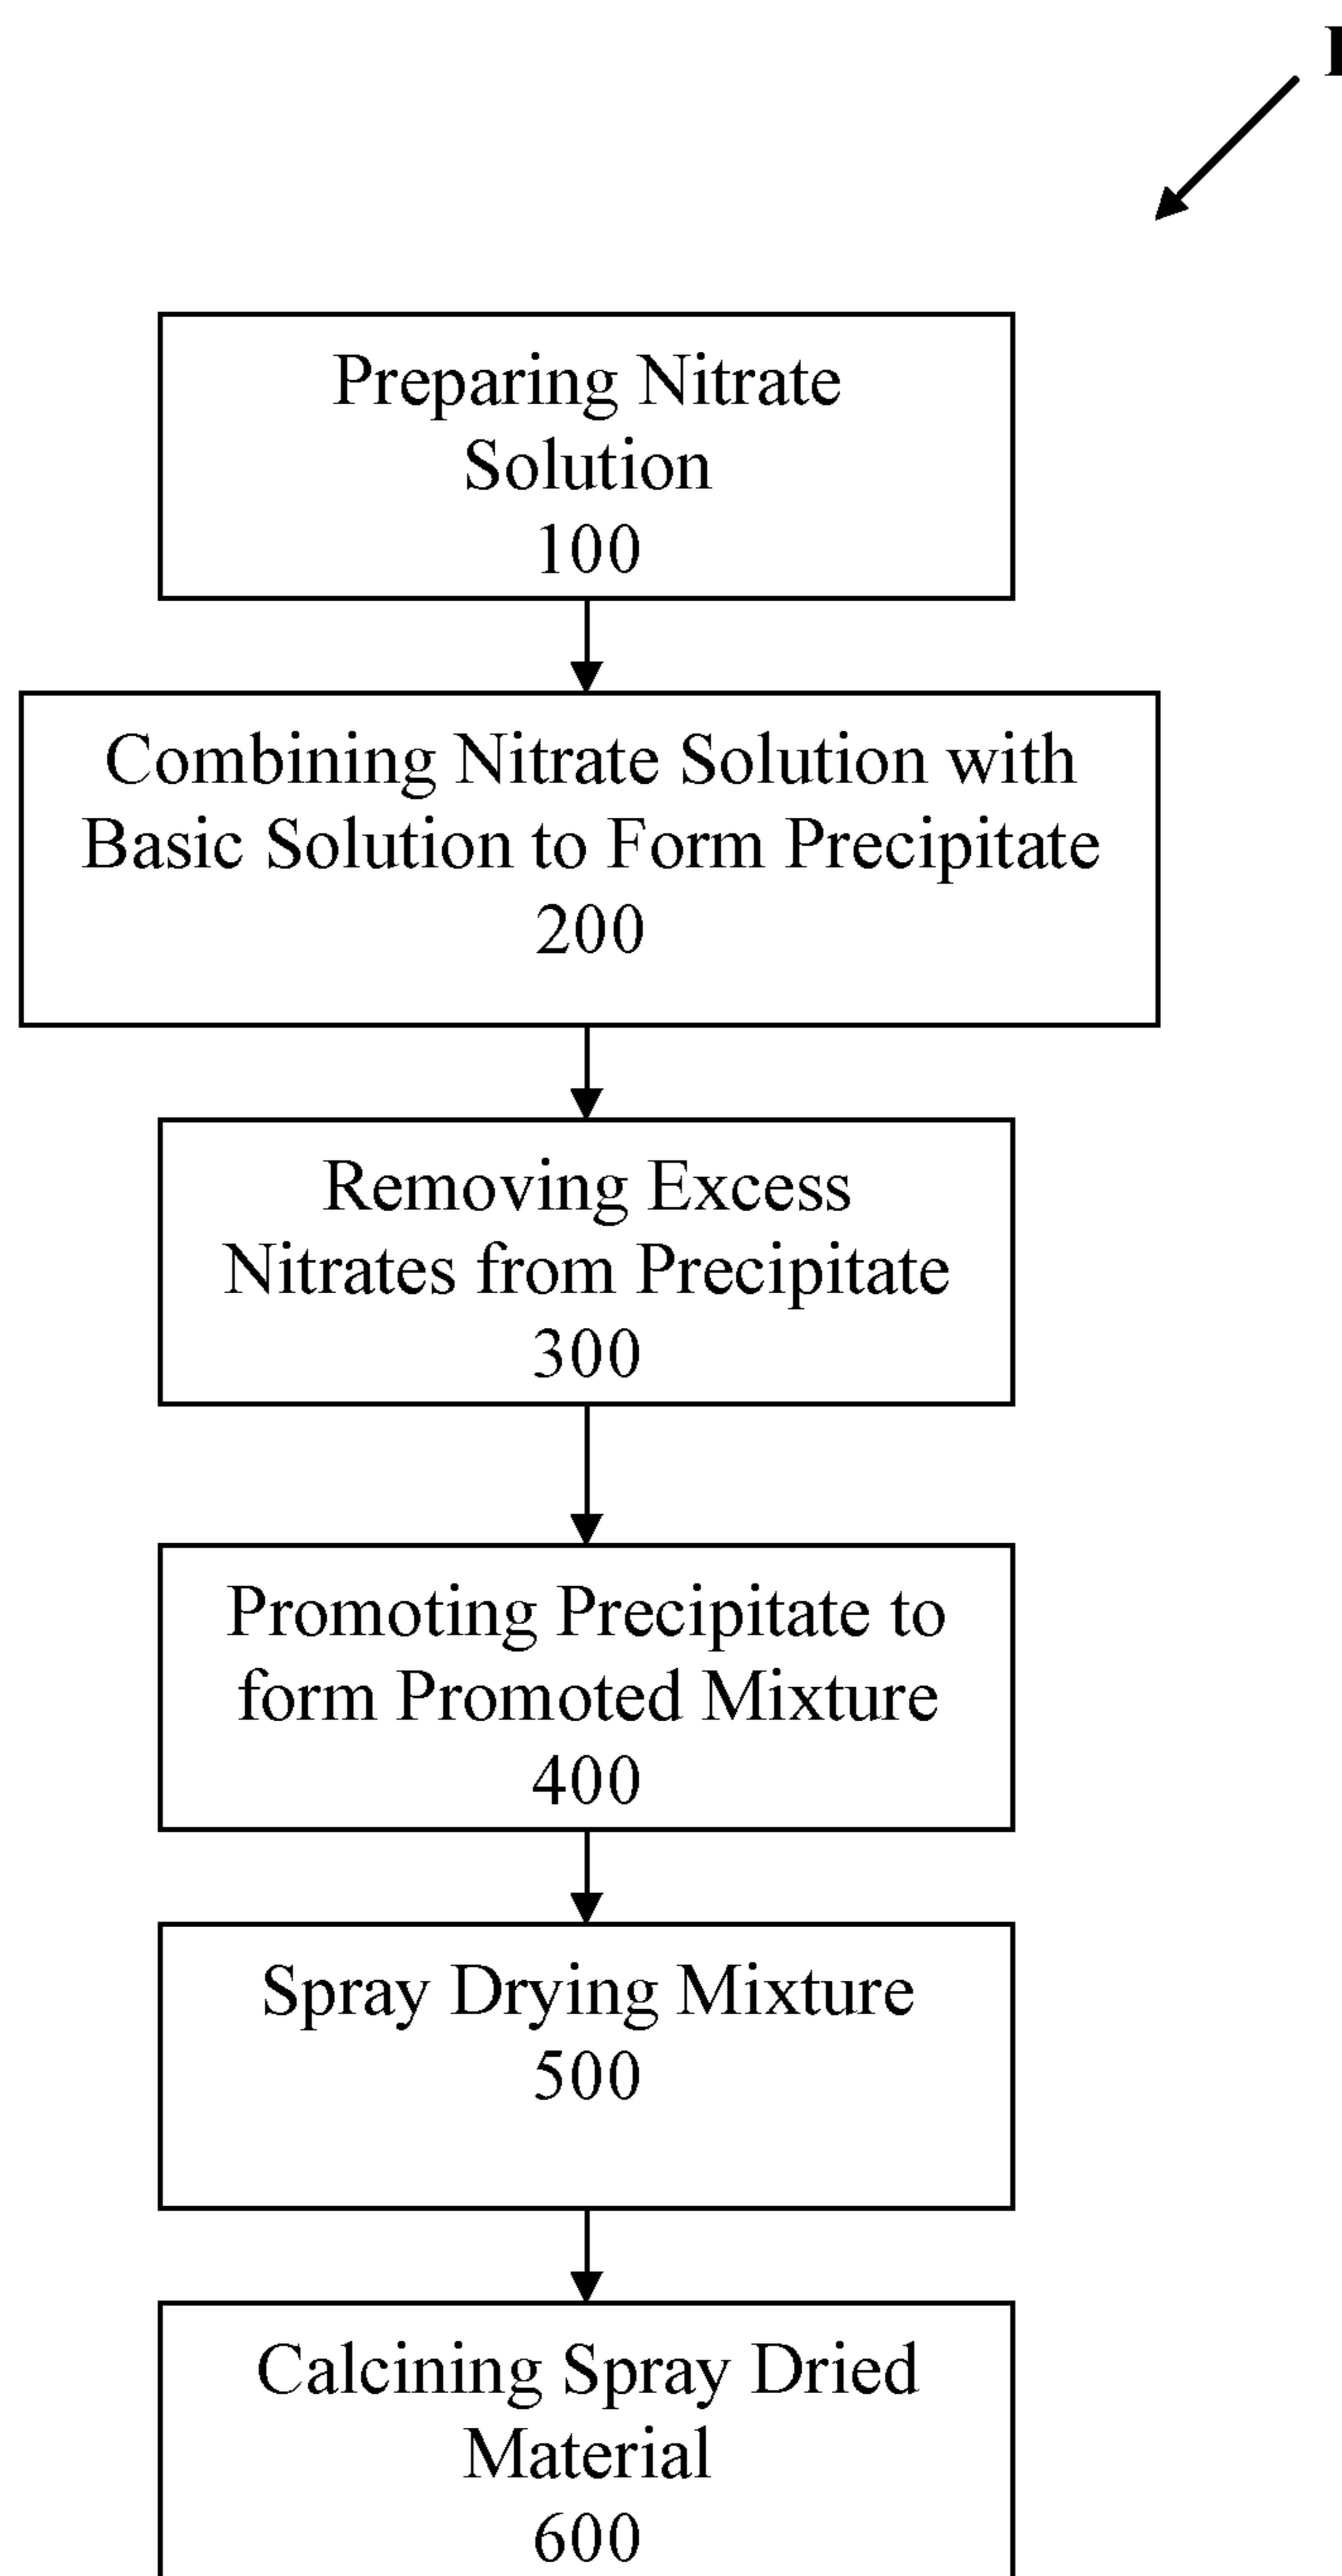 Preparing Nitrate
Solution
100
Combining Nitrate Solution with
Basic Solution to Form Precipitate
200
Removing Excess
Nitrates from Precipitate
300
Promoting Precipitate to
form Promoted Mixture
400
Spray Drying Mixture
500
Calcining Spray Dried
Material
600